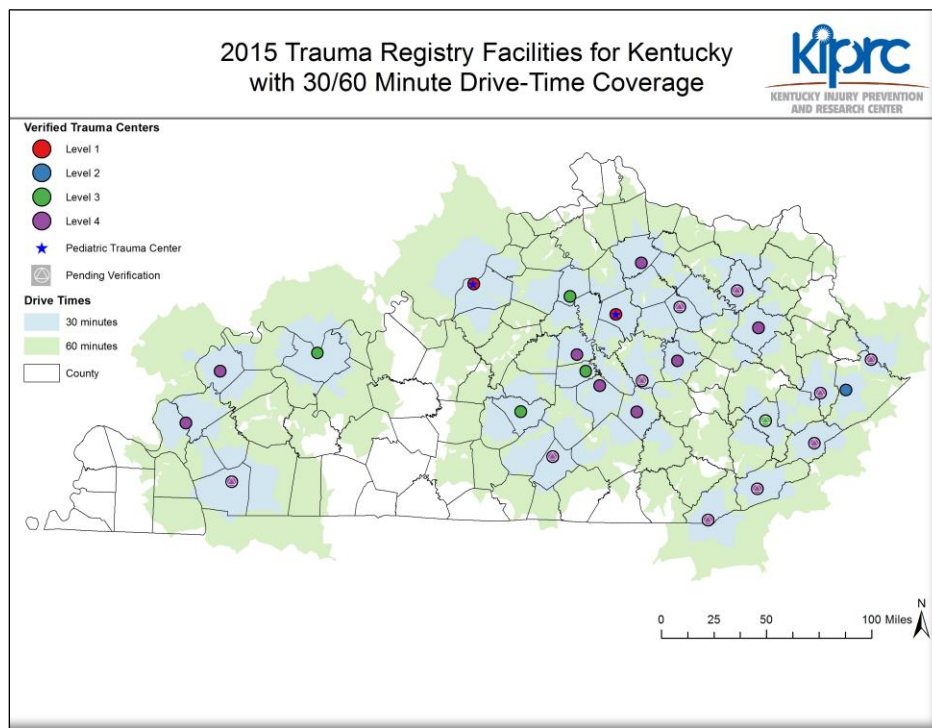 2015 Trauma Registry Facilities for Kentucky
with 30/60 Minute Drive-Time Coverage
kiprc
KENTUCKY INJURY PREVENTION
AND RESEARCH CENTER
Verified Trauma Centers
Level 1
Level 2
Level 3
Level 4
Pediatric Trauma Center
Pending Verification
Drive Times
30 minutes
60 minutes
County
N
0 25 50 100 Miles